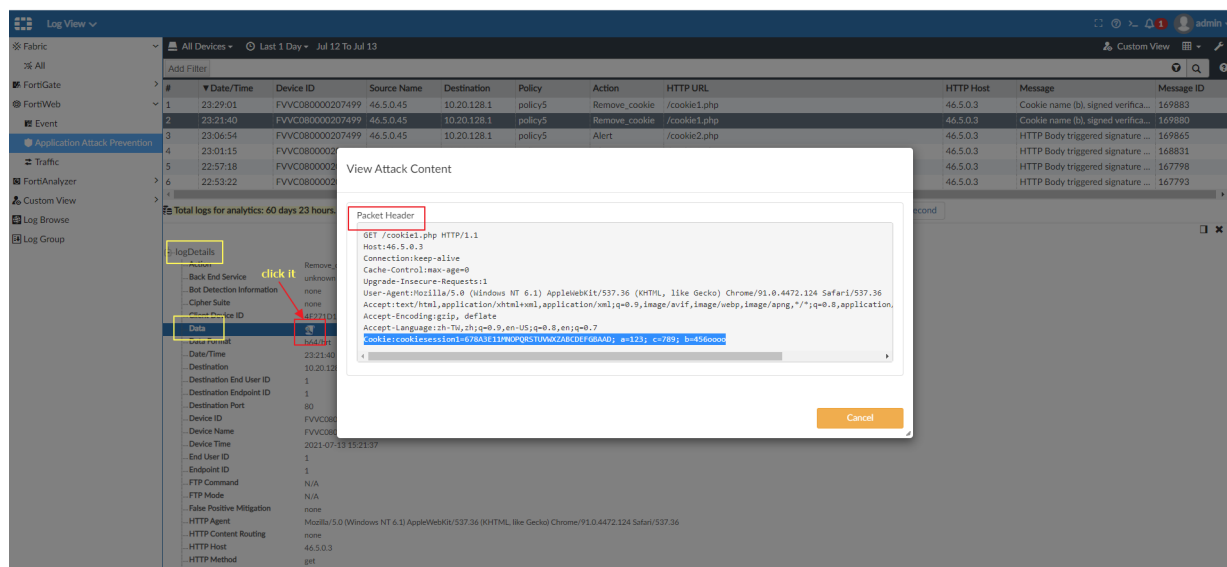 Log View
1
admin
Fabric
All
FortiGate
FortiWeb
Event
Application Attack Prevention
Traffic
FortiAnalyzer
Custom View
Log Browse
Log Group
All Devices Last 1 Day Jul 12 To Jul 13 Custom View
Add Filter
# Date/Time Device ID Source Name Destination Policy Action HTTP URL HTTP Host Message Message ID
1 23:29:01 FVVC080000207499 46.5.0.45 10.20.128.1 policy5 Remove_cookie /cookie1.php 46.5.0.3 Cookie name (b), signed verifica... 169883
2 23:21:40 FVVC080000207499 46.5.0.45 10.20.128.1 policy5 Remove_cookie /cookie1.php 46.5.0.3 Cookie name (b), signed verifica... 169880
3 23:06:54 FVVC080000207499 46.5.0.45 10.20.128.1 policy5 Alert /cookie2.php 46.5.0.3 HTTP Body triggered signature ... 169865
4 23:01:15 FVVC0800002 46.5.0.3 HTTP Body triggered signature ... 168831
5 22:57:18 FVVC0800002 46.5.0.3 HTTP Body triggered signature ... 167798
6 22:53:22 FVVC0800002 46.5.0.3 HTTP Body triggered signature ... 167793
Total logs for analytics: 60 days 23 hours. econd
View Attack Content
Packet Header
GET /cookie1.php HTTP/1.1
Host:46.5.0.3
Connection:keep-alive
Cache-Control:max-age=0
Upgrade-Insecure-Requests:1
User-Agent:Mozilla/5.0 (Windows NT 6.1) AppleWebKit/537.36 (KHTML, like Gecko) Chrome/91.0.4472.124 Safari/537.36
Accept:text/html,application/xhtml+xml,application/xml;q=0.9,image/avif,image/webp,image/apng,*/*;q=0.8,application,
Accept-Encoding:gzip, deflate
Accept-Language:zh-TW,zh;q=0.9,en-US;q=0.8,en;q=0.7
Cookie:cookiesession1=678A3E11MNOPQRSTUVWXZABCDEFGBAAD; a=123; c=789; b=456oooo
Cancel
logDetails
click it
Action Remove_c
Back End Service unknown
Bot Detection Information none
Cipher Suite none
Client Device ID 4E271D1
Data
Data Format b64/hrt
Date/Time 23:21:40
Destination 10.20.12
Destination End User ID 1
Destination Endpoint ID 1
Destination Port 80
Device ID FVVC080
Device Name FVVC080
Device Time 2021-07-13 15:21:37
End User ID 1
Endpoint ID 1
FTP Command N/A
FTP Mode N/A
False Positive Mitigation none
HTTP Agent Mozilla/5.0 (Windows NT 6.1) AppleWebKit/537.36 (KHTML, like Gecko) Chrome/91.0.4472.124 Safari/537.36
HTTP Content Routing none
HTTP Host 46.5.0.3
HTTP Method get